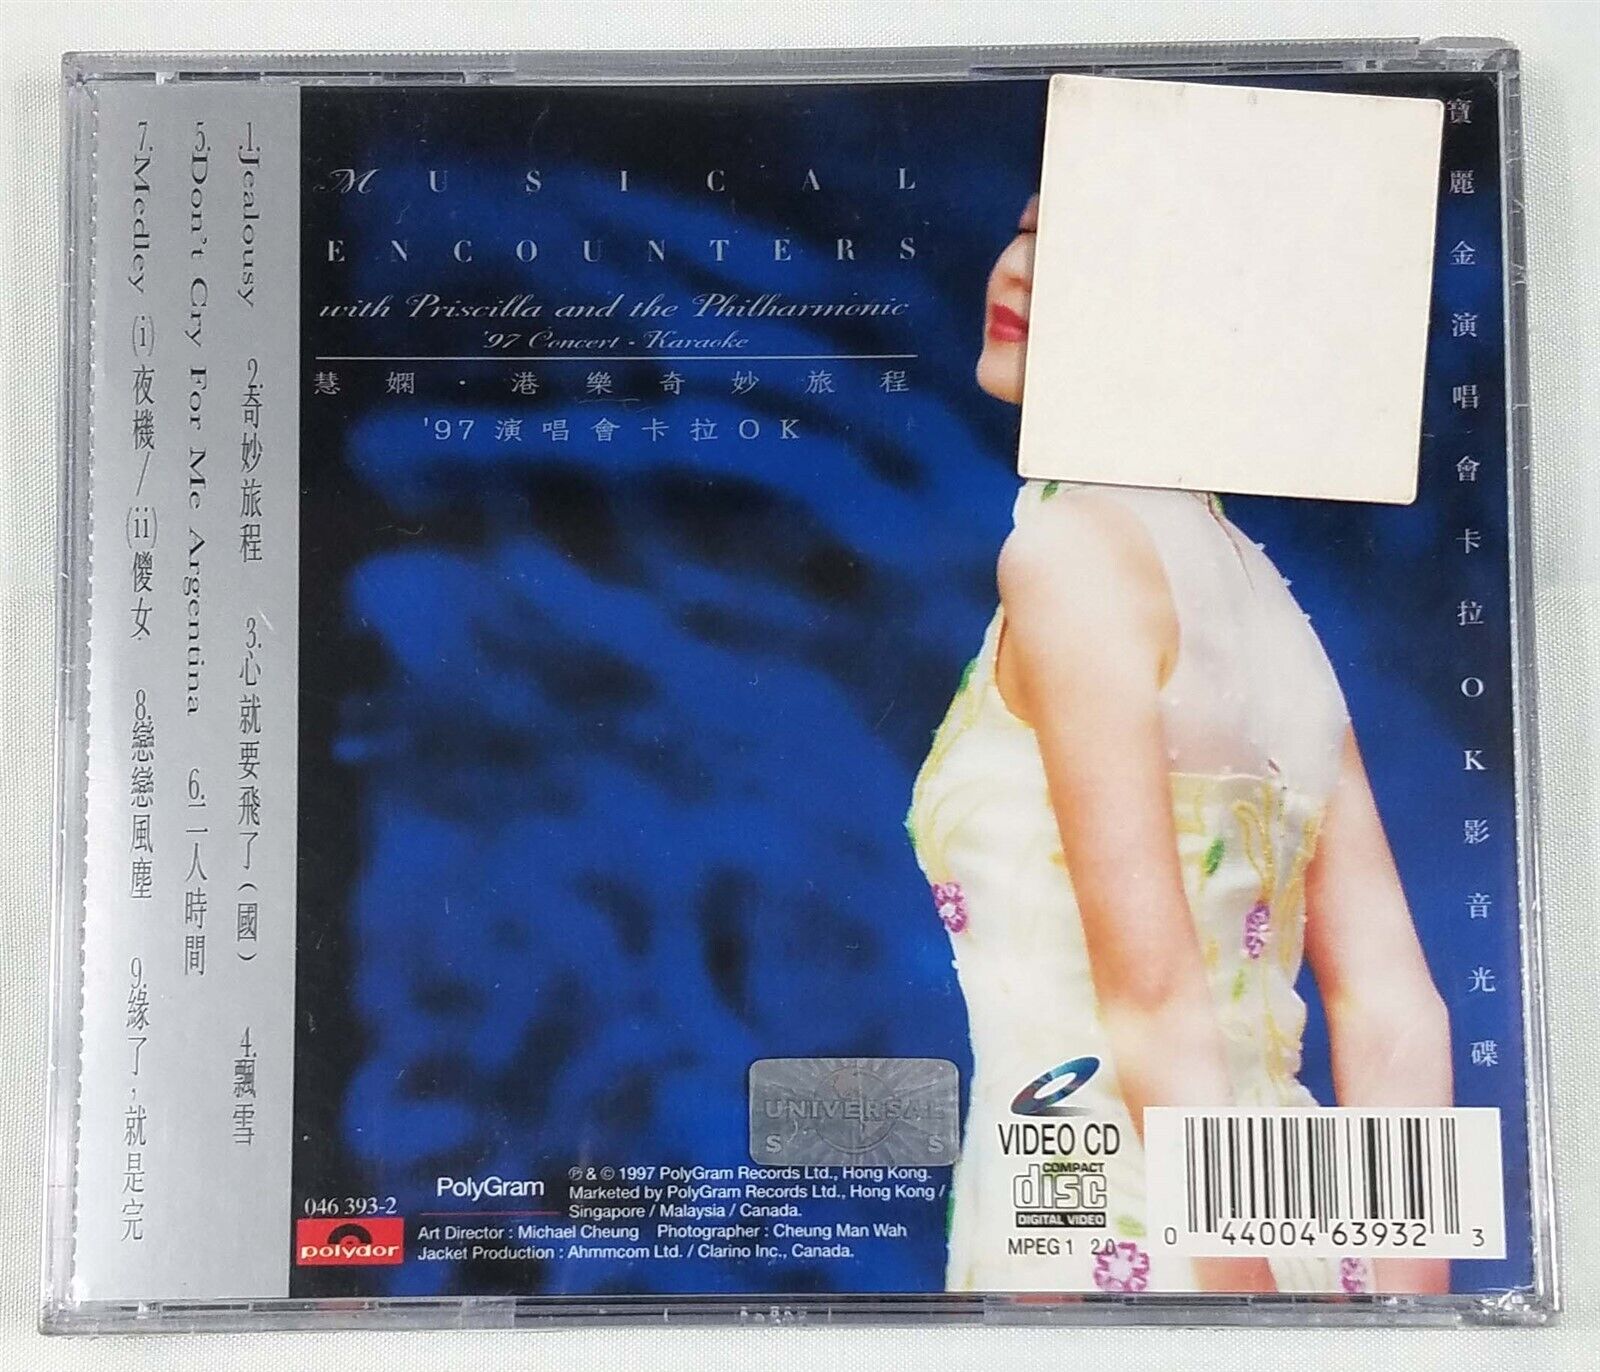 MUSICAL
ENCOUNTERS
with Priscilla and the Philharmonic
'97 Concert - Karaoke
慧嫻·港樂奇妙旅程
'97演唱會卡拉OK
寶麗金演唱會卡拉OK影音光碟
1.Jealousy 2.奇妙旅程 3.心就要飛了(國) 4.飄雪
5.Don't Cry For Me Argentina 6.二人時間
7.Medley (i)夜機/(ii)傻女 8.戀戀風塵 9.緣了,就是完
UNIVERSAL
S S
046 393-2
polydor
PolyGram
℗ & © 1997 PolyGram Records Ltd., Hong Kong.
Marketed by PolyGram Records Ltd., Hong Kong /
Singapore / Malaysia / Canada.
Art Director : Michael Cheung Photographer : Cheung Man Wah
Jacket Production : Ahmmcom Ltd. / Clarino Inc., Canada.
VIDEO CD
COMPACT
disc
DIGITAL VIDEO
MPEG 1 2.0
0 44004 63932 3